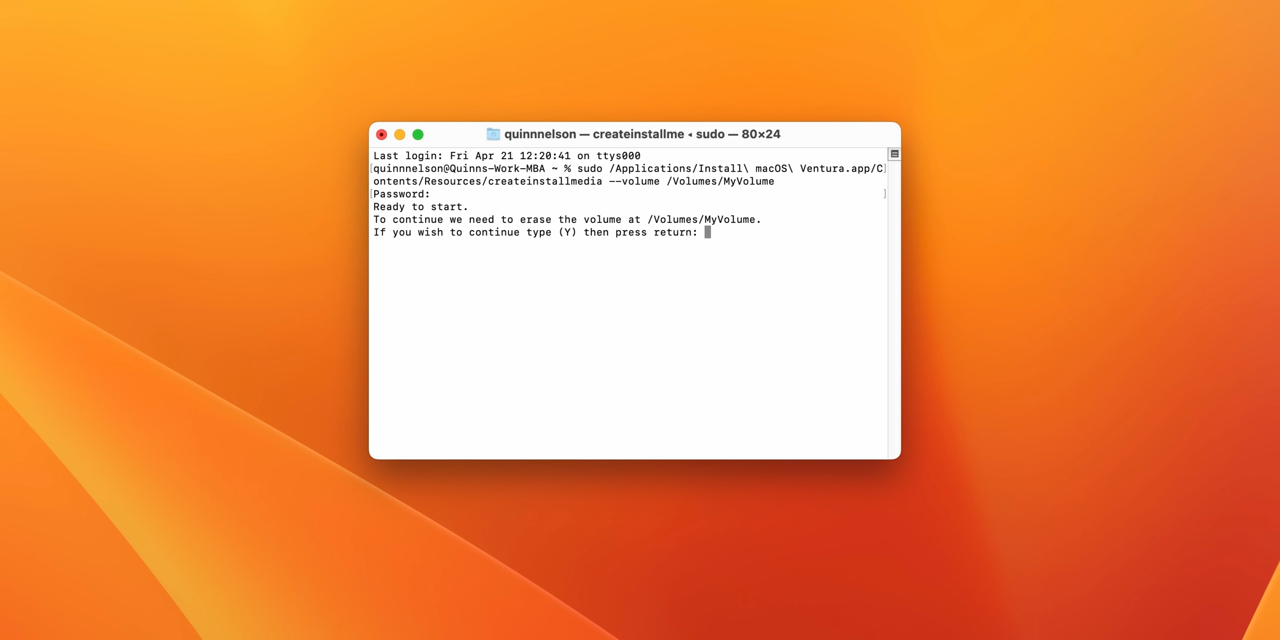 quinnnelson — createinstallme ◂ sudo — 80×24
Last login: Fri Apr 21 12:20:41 on ttys000
[quinnnelson@Quinns-Work-MBA ~ % sudo /Applications/Install\ macOS\ Ventura.app/C]
ontents/Resources/createinstallmedia --volume /Volumes/MyVolume
[Password: ]
Ready to start.
To continue we need to erase the volume at /Volumes/MyVolume.
If you wish to continue type (Y) then press return: